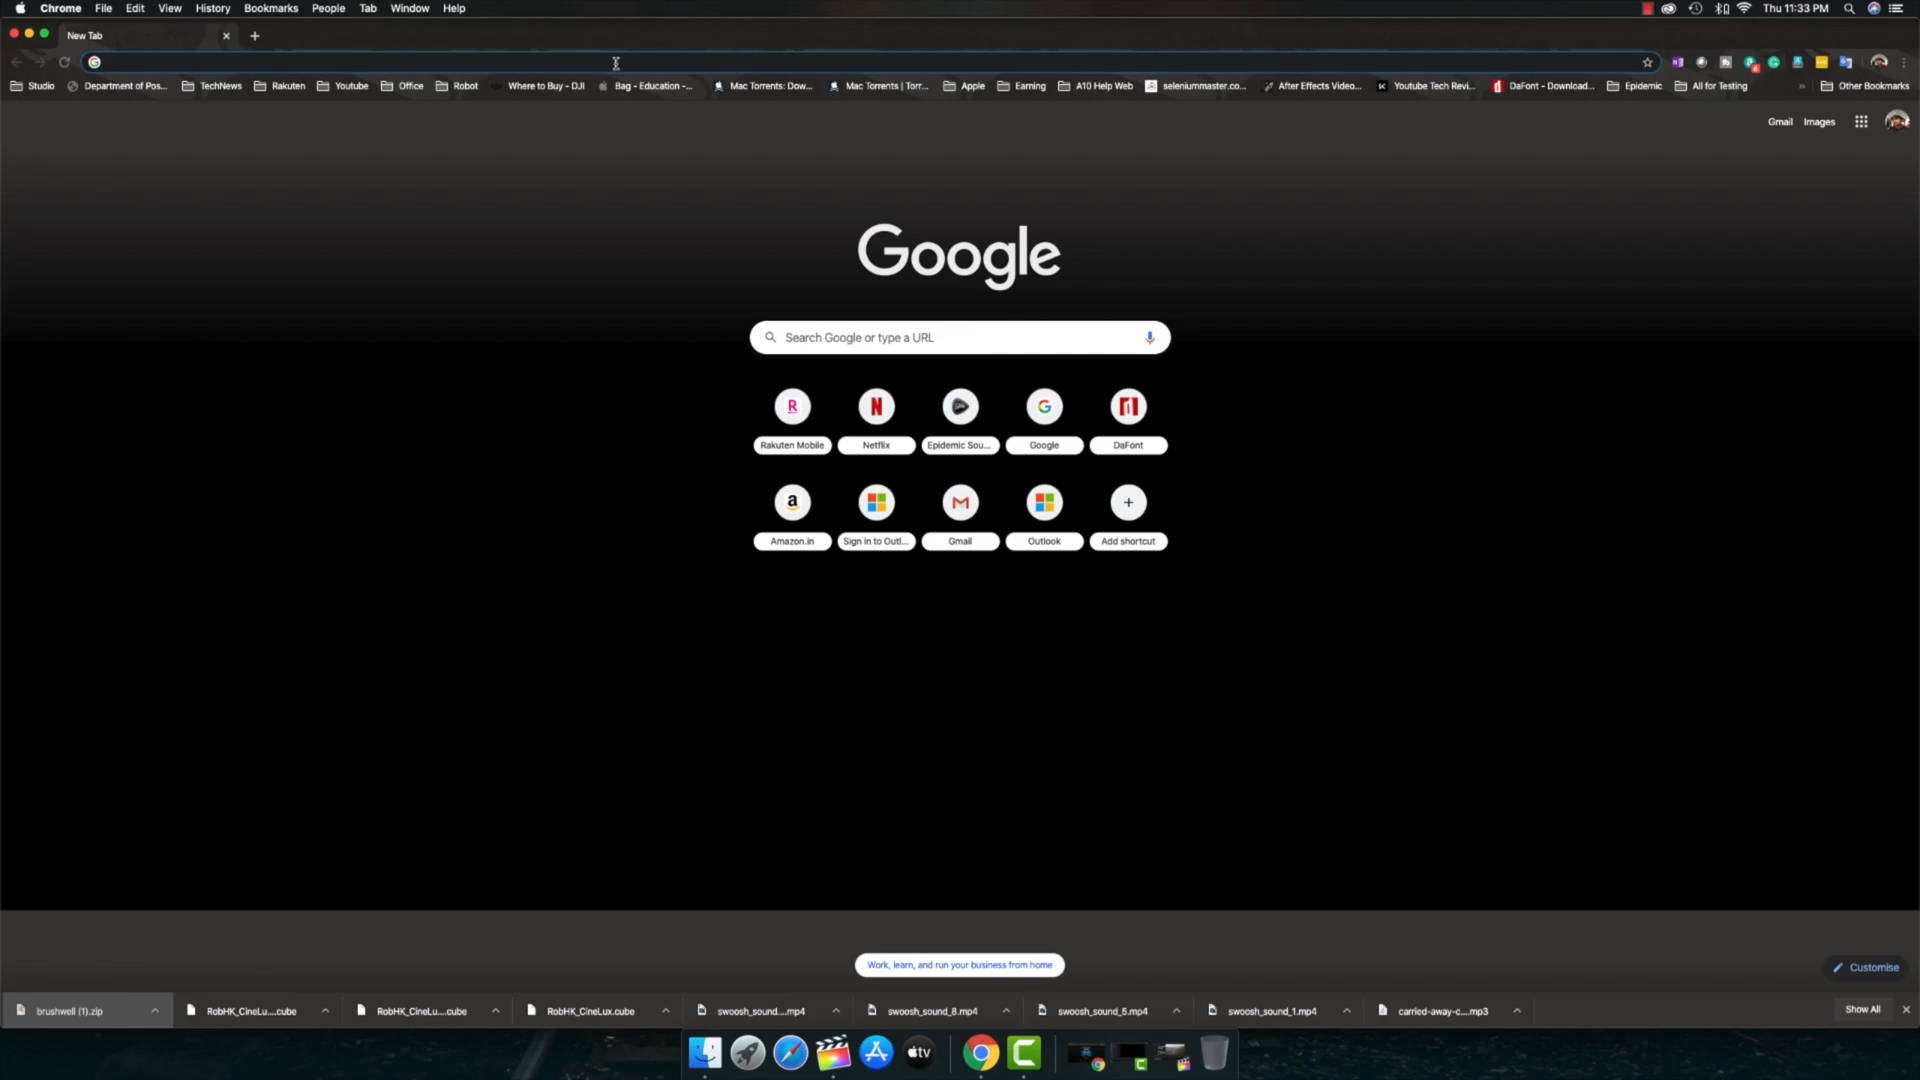 Chrome File Edit View History Bookmarks People Tab Window Help Thu 11:33 PM
New Tab
Studio Department of Pos... TechNews Rakuten Youtube Office Robot Where to Buy - DJI Bag - Education -... Mac Torrents: Dow... Mac Torrents | Torr... Apple Earning A10 Help Web seleniummaster.co... After Effects Video... Youtube Tech Revi... DaFont - Download... Epidemic All for Testing Other Bookmarks
Gmail Images
Google
Search Google or type a URL
Rakuten Mobile Netflix Epidemic Sou... Google DaFont
Amazon.in Sign in to Outl... Gmail Outlook Add shortcut
Work, learn, and run your business from home
Customise
brushwell (1).zip RobHK_CineLu....cube RobHK_CineLu....cube RobHK_CineLux.cube swoosh_sound....mp4 swoosh_sound_8.mp4 swoosh_sound_5.mp4 swoosh_sound_1.mp4 carried-away-c....mp3 Show All
tv